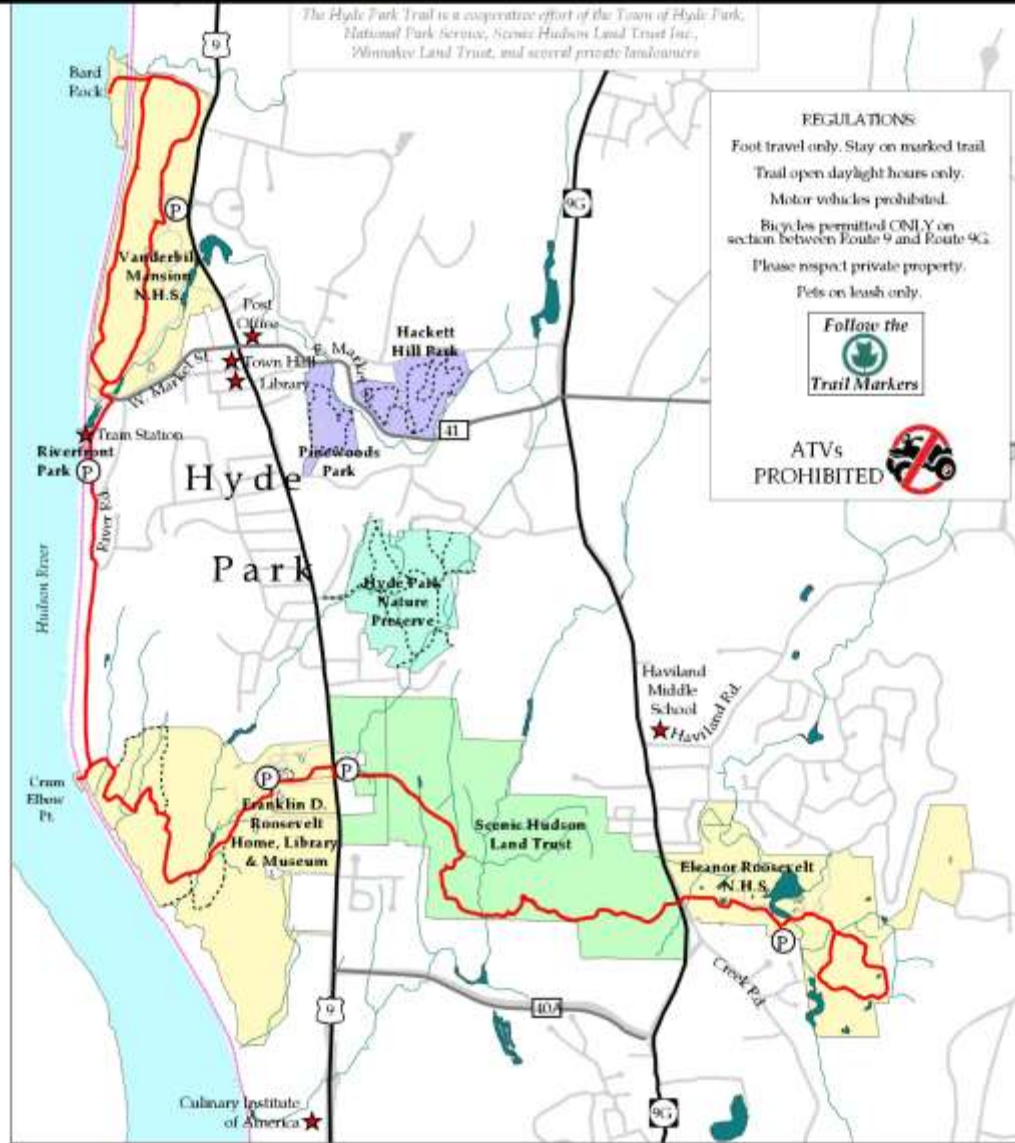 The Hyde Park Trail is a cooperative effort of the Town of Hyde Park,
National Park Service, Scenic Hudson Land Trust Inc.,
Winnakee Land Trust, and several private landowners
9
Bard
Rock
REGULATIONS:
Foot travel only. Stay on marked trail
Trail open daylight hours only.
Motor vehicles prohibited.
Bicycles permitted ONLY on
section between Route 9 and Route 9G.
Please respect private property.
Pets on leash only.
Follow the
Trail Markers
ATVs
PROHIBITED
9G
P
Vanderbilt
Mansion
N.H.S.
Post
Office
Town Hall
Library
W. Market St.
E. Market
Hackett
Hill Park
41
Pinewoods
Park
Train Station
Riverfront
Park
P
River Rd.
Hyde
Park
Hudson River
Hyde Park
Nature
Preserve
Haviland
Middle
School
Haviland Rd.
Crum
Elbow
Pt.
P
P
Franklin D.
Roosevelt
Home, Library
& Museum
Scenic Hudson
Land Trust
Eleanor Roosevelt
N.H.S.
P
Creek Rd.
9
40A
Culinary Institute
of America
9G